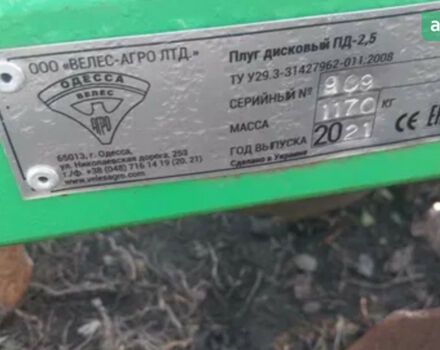 ООО «ВЕЛЕС-АГРО ЛТД.»
ОДЕССА
ВЕЛЕС
АГРО
65013, г. Одесса,
ул. Николаевская дорога, 253
т./ф. +38 (048) 716 14 19 (20, 21)
www.velesagro.com
Плуг дисковый ПД-2,5
ТУ У29.3-31427962-011:2008
СЕРИЙНЫЙ № 909
МАССА 1170 КГ
ГОД ВЫПУСКА 2021
Сделано в Украине
CE